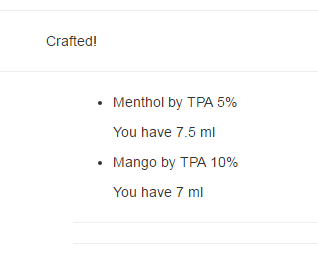 Crafted!
Menthol by TPA 5%
You have 7.5 ml
Mango by TPA 10%
You have 7 ml